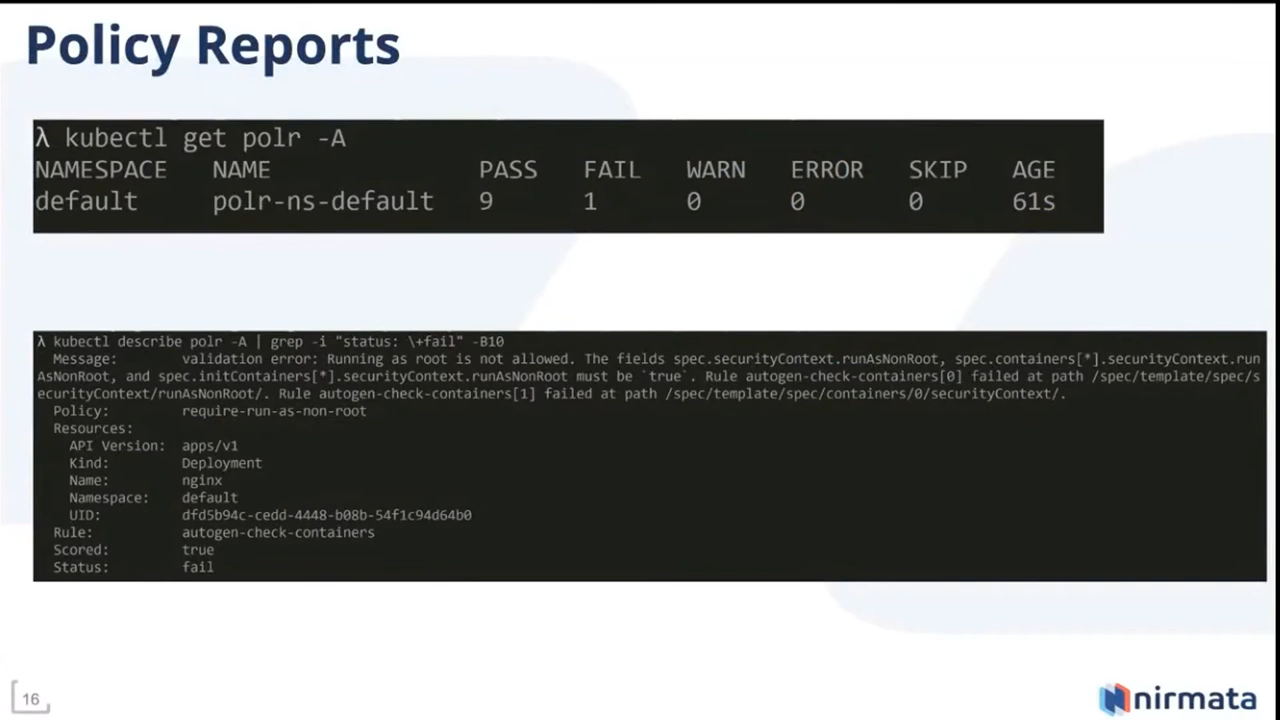 Policy Reports
λ kubectl get polr -A
NAMESPACE NAME PASS FAIL WARN ERROR SKIP AGE
default polr-ns-default 9 1 0 0 0 61s
λ kubectl describe polr -A | grep -i "status: \+fail" -B10
Message: validation error: Running as root is not allowed. The fields spec.securityContext.runAsNonRoot, spec.containers[*].securityContext.run
AsNonRoot, and spec.initContainers[*].securityContext.runAsNonRoot must be `true`. Rule autogen-check-containers[0] failed at path /spec/template/spec/s
ecurityContext/runAsNonRoot/. Rule autogen-check-containers[1] failed at path /spec/template/spec/containers/0/securityContext/.
Policy: require-run-as-non-root
Resources:
API Version: apps/v1
Kind: Deployment
Name: nginx
Namespace: default
UID: dfd5b94c-cedd-4448-b08b-54f1c94d64b0
Rule: autogen-check-containers
Scored: true
Status: fail
16
nirmata